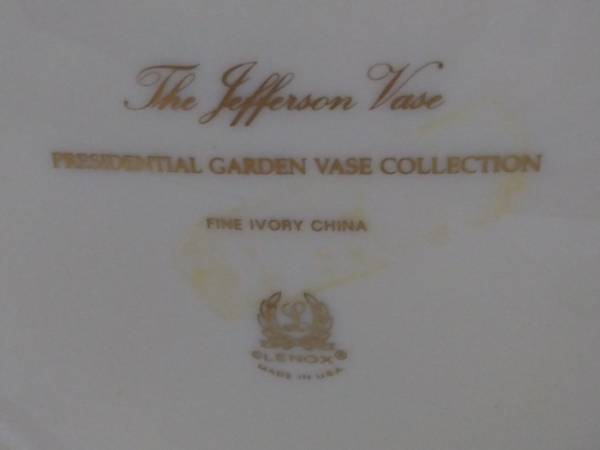 The Jefferson Vase
PRESIDENTIAL GARDEN VASE COLLECTION
FINE IVORY CHINA
L
©LENOX®
MADE IN USA